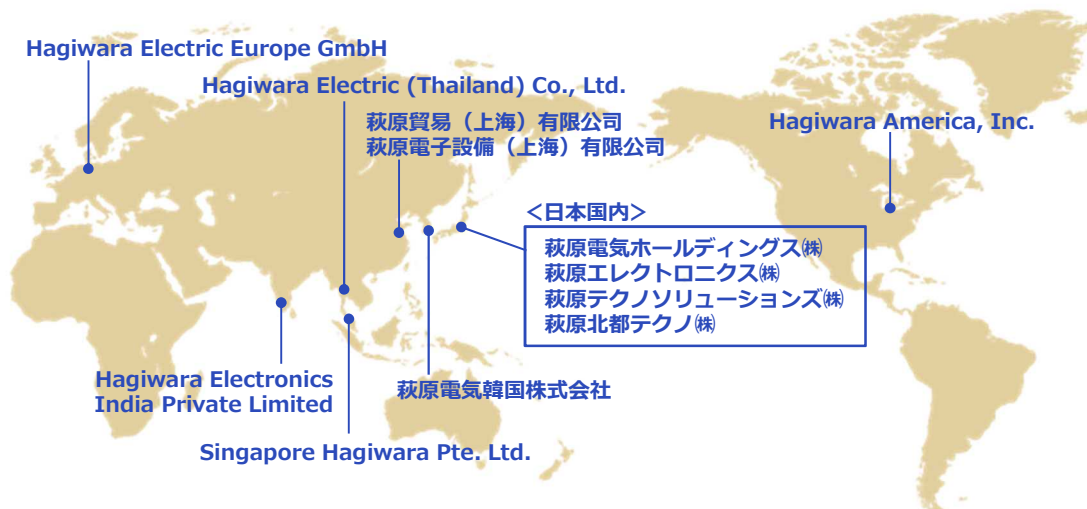 Hagiwara Electric Europe GmbH
Hagiwara Electric (Thailand) Co., Ltd.
萩原貿易（上海）有限公司
萩原電子設備（上海）有限公司
Hagiwara America, Inc.
＜日本国内＞
萩原電気ホールディングス㈱
萩原エレクトロニクス㈱
萩原テクノソリューションズ㈱
萩原北都テクノ㈱
Hagiwara Electronics
India Private Limited
萩原電気韓国株式会社
Singapore Hagiwara Pte. Ltd.